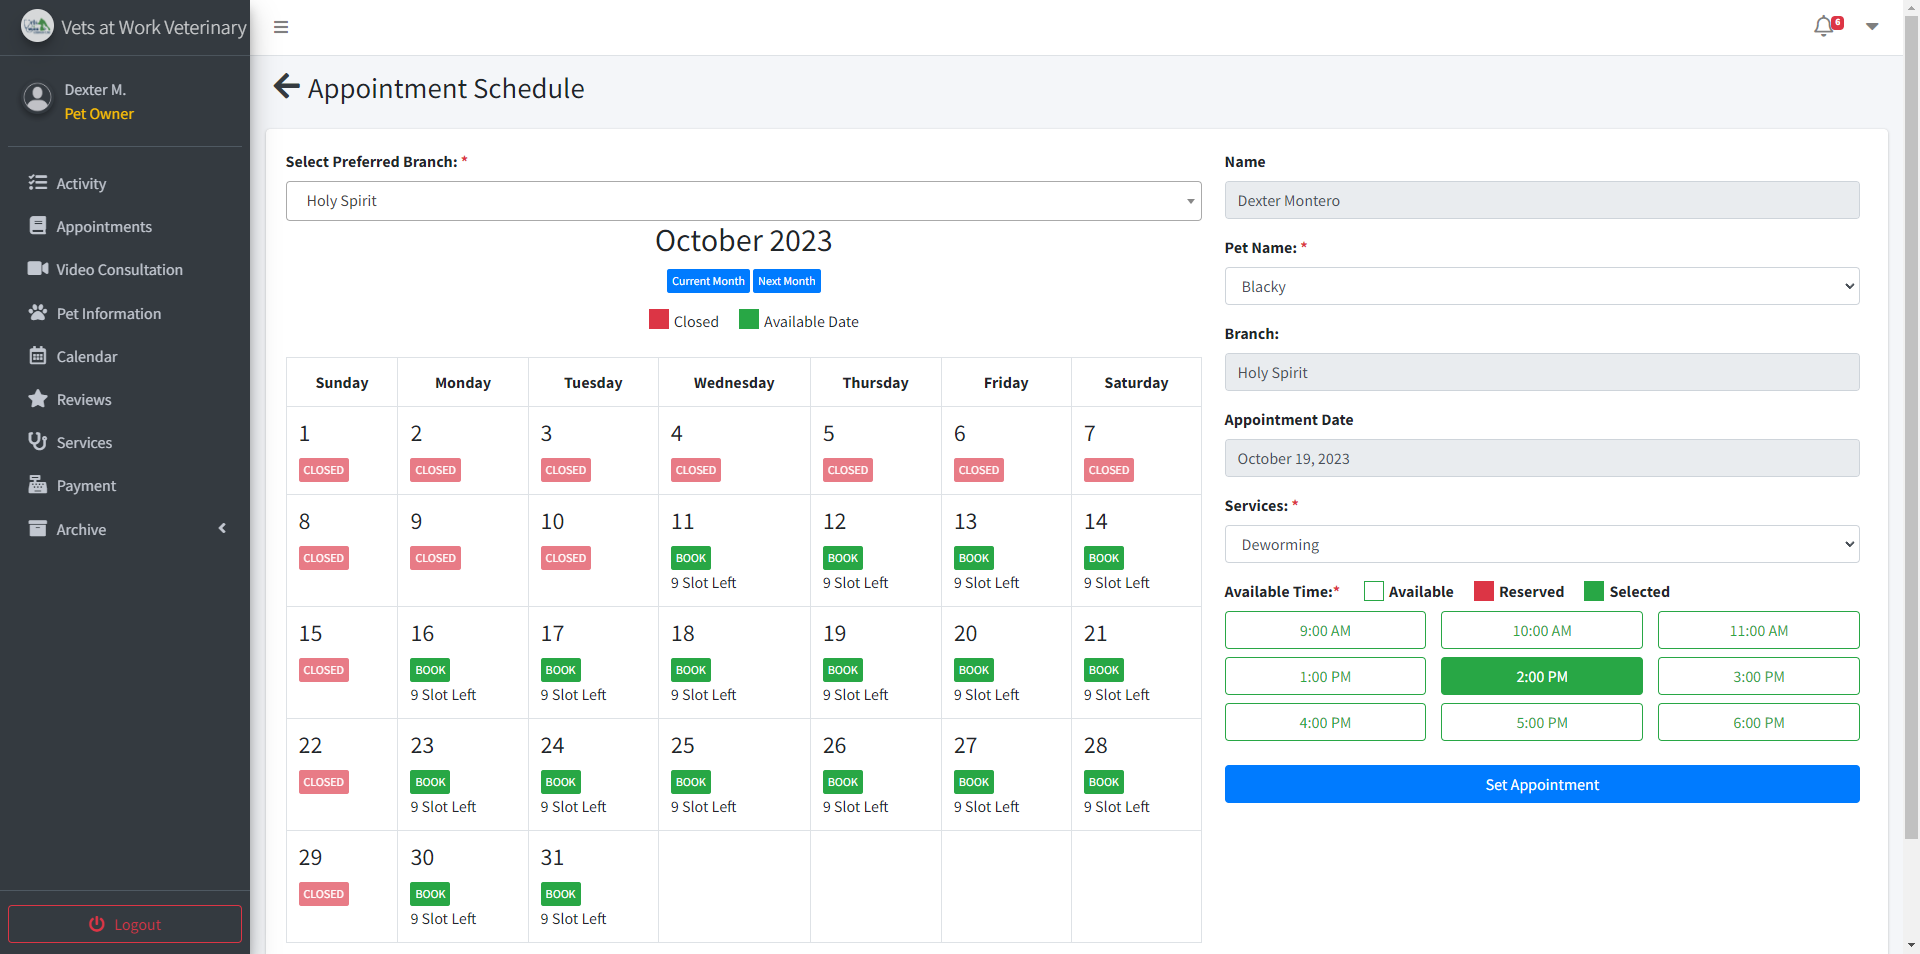 Vets at Work Veterinary
6
Dexter M.
Pet Owner
Activity
Appointments
Video Consultation
Pet Information
Calendar
Reviews
Services
Payment
Archive
Logout
Appointment Schedule
Select Preferred Branch: *
Holy Spirit
October 2023
Current Month Next Month
Closed Available Date
Sunday Monday Tuesday Wednesday Thursday Friday Saturday
1 2 3 4 5 6 7
CLOSED CLOSED CLOSED CLOSED CLOSED CLOSED CLOSED
8 9 10 11 12 13 14
CLOSED CLOSED CLOSED BOOK BOOK BOOK BOOK
9 Slot Left 9 Slot Left 9 Slot Left 9 Slot Left
15 16 17 18 19 20 21
CLOSED BOOK BOOK BOOK BOOK BOOK BOOK
9 Slot Left 9 Slot Left 9 Slot Left 9 Slot Left 9 Slot Left 9 Slot Left
22 23 24 25 26 27 28
CLOSED BOOK BOOK BOOK BOOK BOOK BOOK
9 Slot Left 9 Slot Left 9 Slot Left 9 Slot Left 9 Slot Left 9 Slot Left
29 30 31
CLOSED BOOK BOOK
9 Slot Left 9 Slot Left
Name
Dexter Montero
Pet Name: *
Blacky
Branch:
Holy Spirit
Appointment Date
October 19, 2023
Services: *
Deworming
Available Time:* Available Reserved Selected
9:00 AM 10:00 AM 11:00 AM
1:00 PM 2:00 PM 3:00 PM
4:00 PM 5:00 PM 6:00 PM
Set Appointment